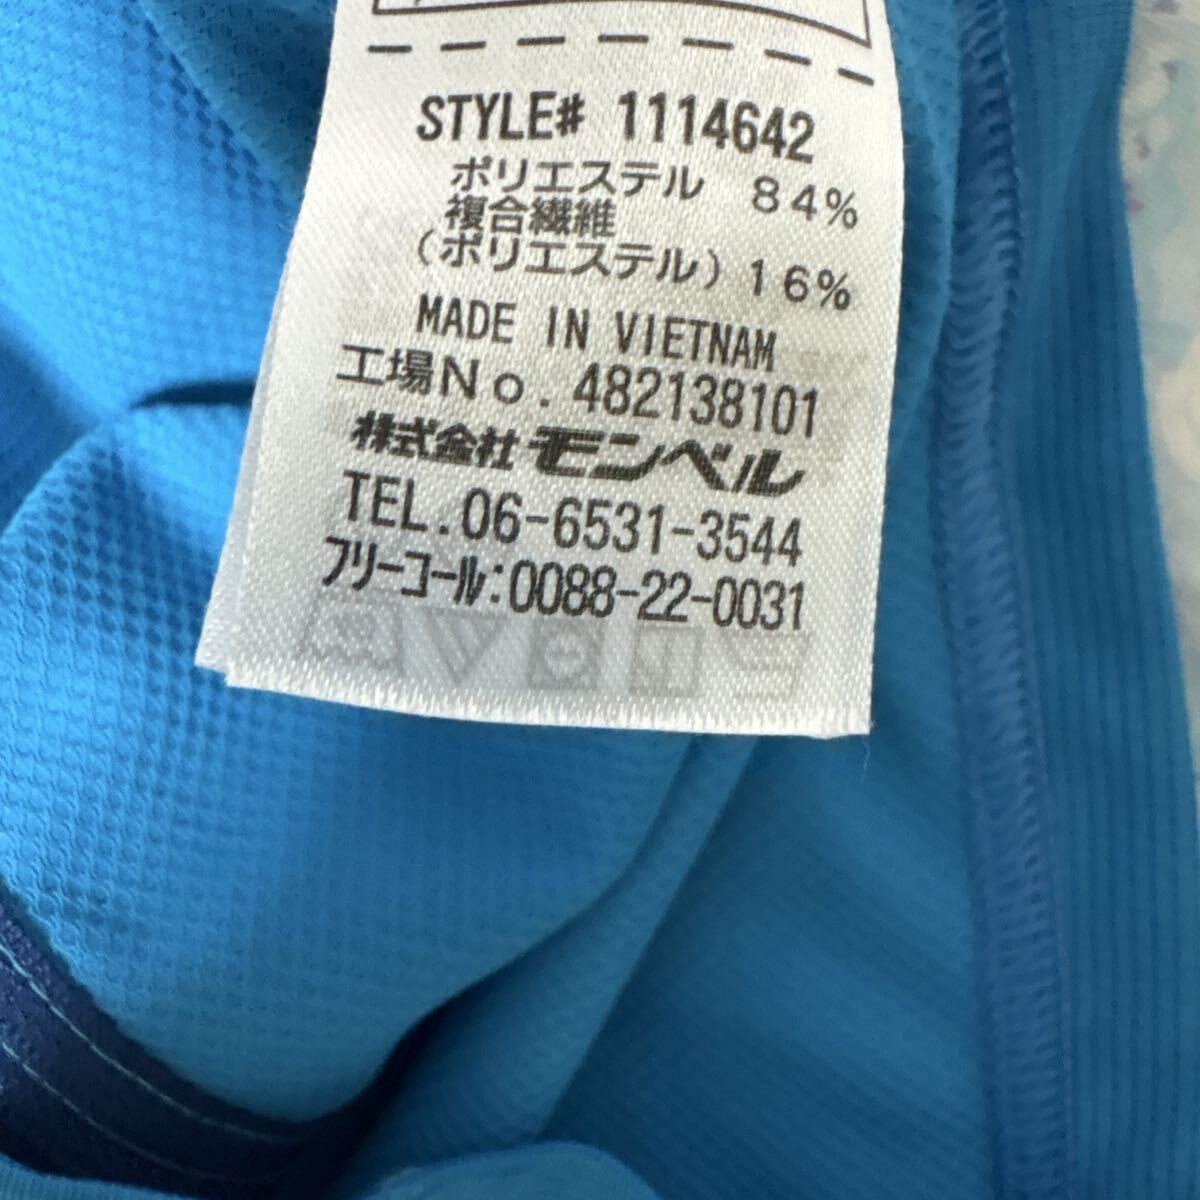 STYLE# 1114642
ポリエステル 84%
複合繊維
(ポリエステル) 16%
MADE IN VIETNAM
工場No. 482138101
株式会社モンベル
TEL. 06-6531-3544
フリーコール:0088-22-0031